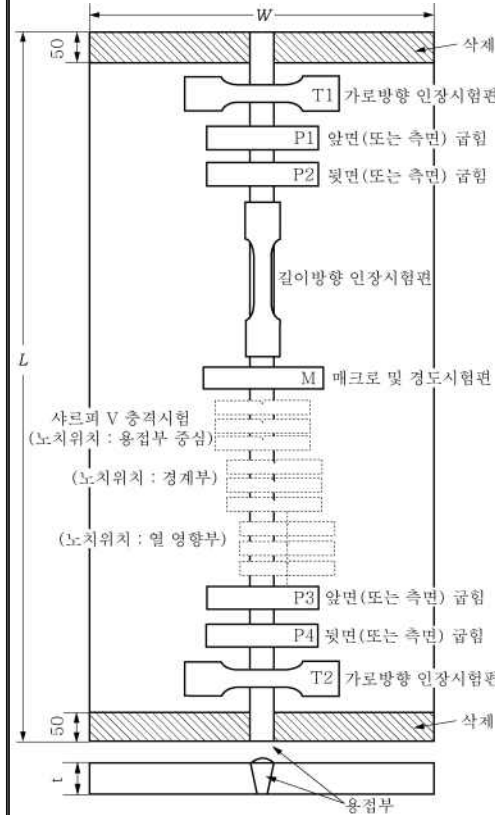 W
50
삭제
T1 가로방향 인장시험편
P1 앞면(또는 측면) 굽힘
P2 뒷면(또는 측면) 굽힘
길이방향 인장시험편
L
M 매크로 및 경도시험편
샤르피 V 충격시험
(노치위치 : 용접부 중심)
(노치위치 : 경계부)
(노치위치 : 열 영향부)
P3 앞면(또는 측면) 굽힘
P4 뒷면(또는 측면) 굽힘
T2 가로방향 인장시험편
50
삭제
t
용접부